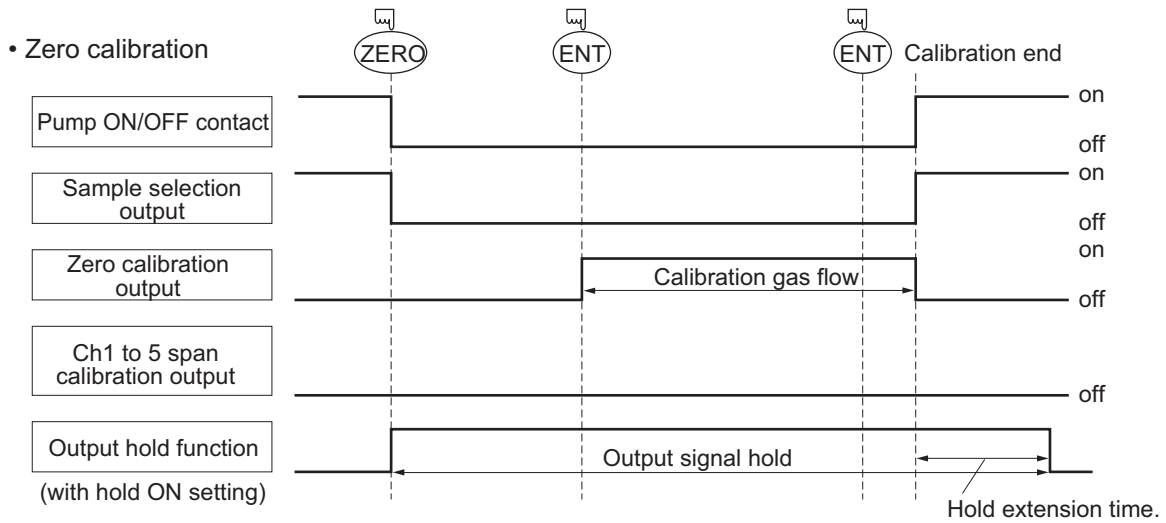 • Zero calibration
ZERO
ENT
ENT
Calibration end
Pump ON/OFF contact
on
off
Sample selection
output
on
off
Zero calibration
output
on
Calibration gas flow
off
Ch1 to 5 span
calibration output
off
Output hold function
(with hold ON setting)
Output signal hold
Hold extension time.